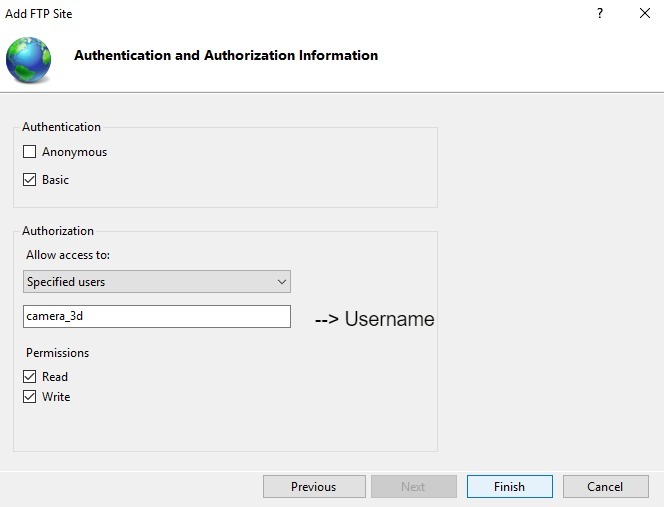 Add FTP Site
Authentication and Authorization Information
Authentication
Anonymous
Basic
Authorization
Allow access to:
Specified users
camera_3d --> Username
Permissions
Read
Write
Previous Next Finish Cancel